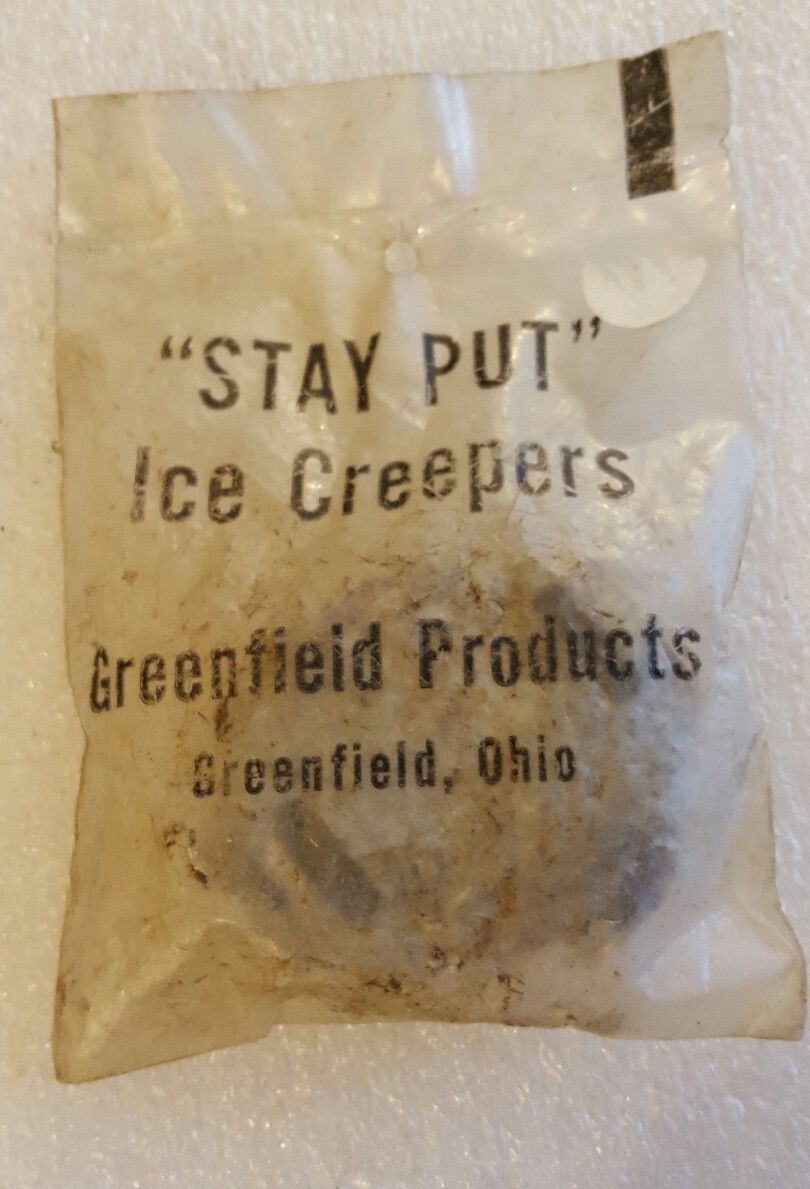 “STAY PUT”
Ice Creepers
Greenfield Products
Greenfield, Ohio